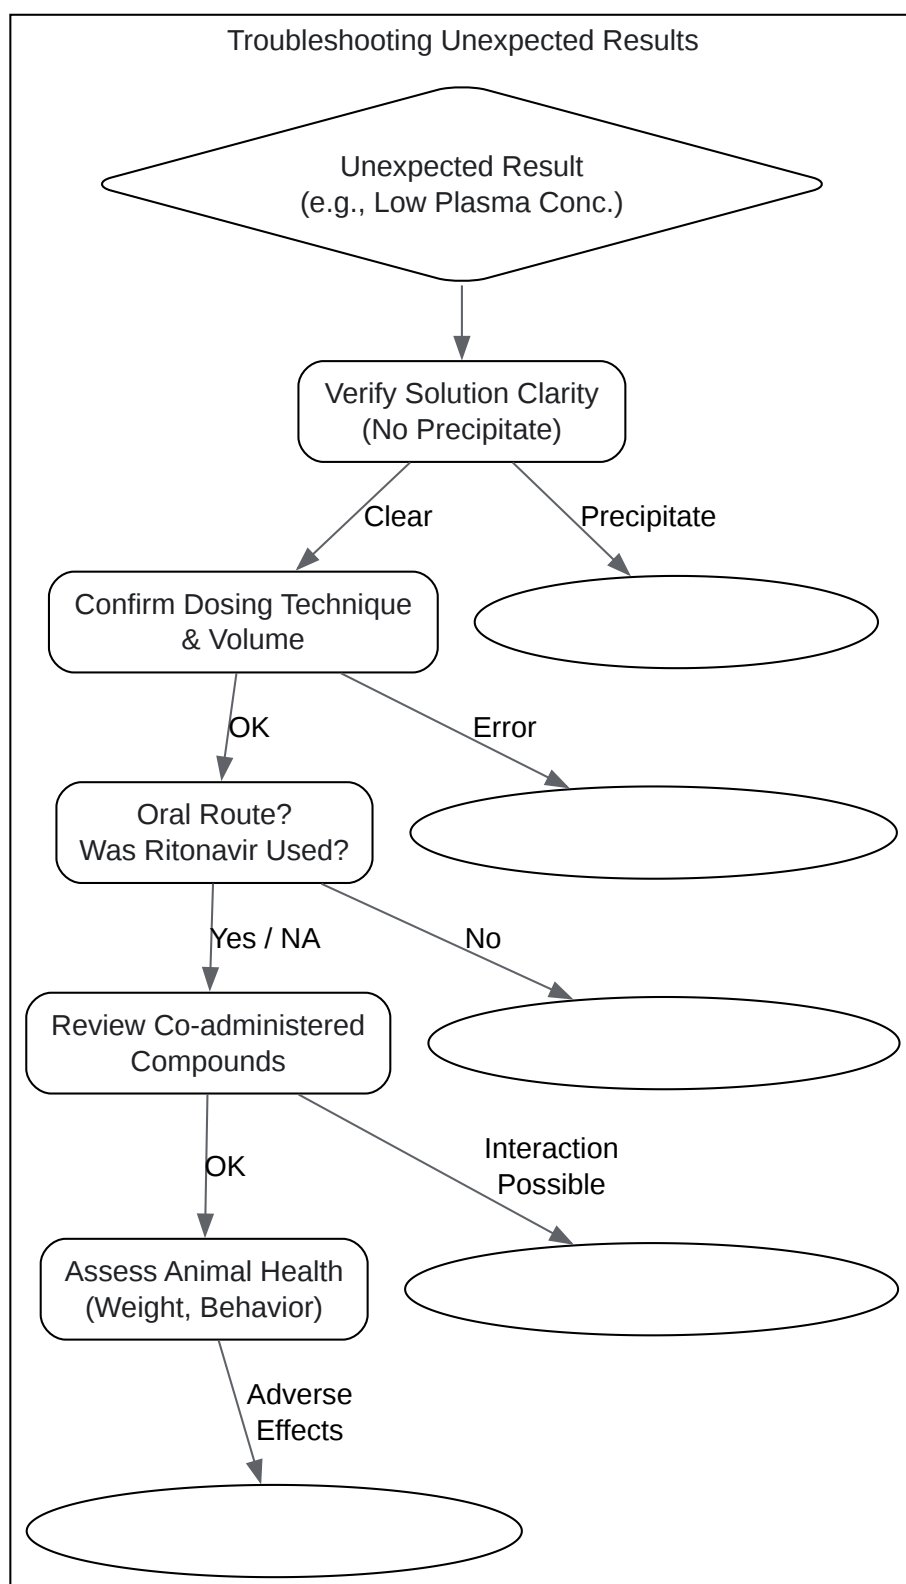 Troubleshooting Unexpected Results
Unexpected Result
(e.g., Low Plasma Conc.)
Verify Solution Clarity
(No Precipitate)
Clear
Precipitate
Confirm Dosing Technique
& Volume
OK
Error
Oral Route?
Was Ritonavir Used?
Yes / NA
No
Review Co-administered
Compounds
OK
Interaction
Possible
Assess Animal Health
(Weight, Behavior)
Adverse
Effects